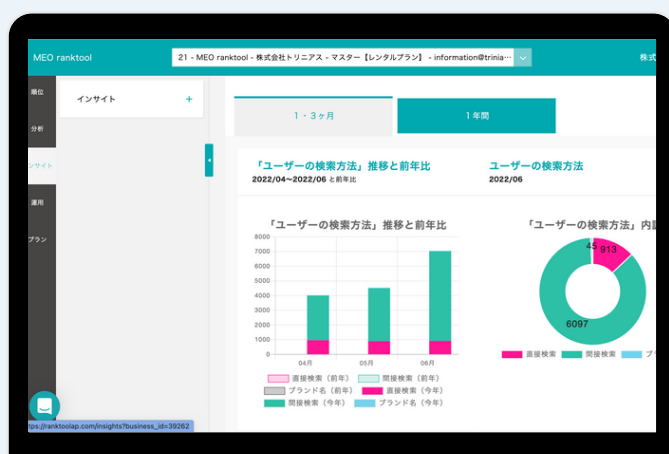 MEO ranktool
21 - MEO ranktool - 株式会社トリニアス - マスター【レンタルプラン】 - information@trinia…
株式
順位
分析
ンサイト
運用
プラン
インサイト +
1・3ヶ月
1年間
「ユーザーの検索方法」推移と前年比
2022/04~2022/06 と前年比
ユーザーの検索方法
2022/06
「ユーザーの検索方法」推移と前年比
8000
7000
6000
5000
4000
3000
2000
1000
0
04月 05月 06月
直接検索（前年） 間接検索（前年）
ブランド名（前年） 直接検索（今年）
間接検索（今年） ブランド名（今年）
「ユーザーの検索方法」内
45 913
6097
直接検索 間接検索 ブ
tps://ranktoolap.com/insights?business_id=39262